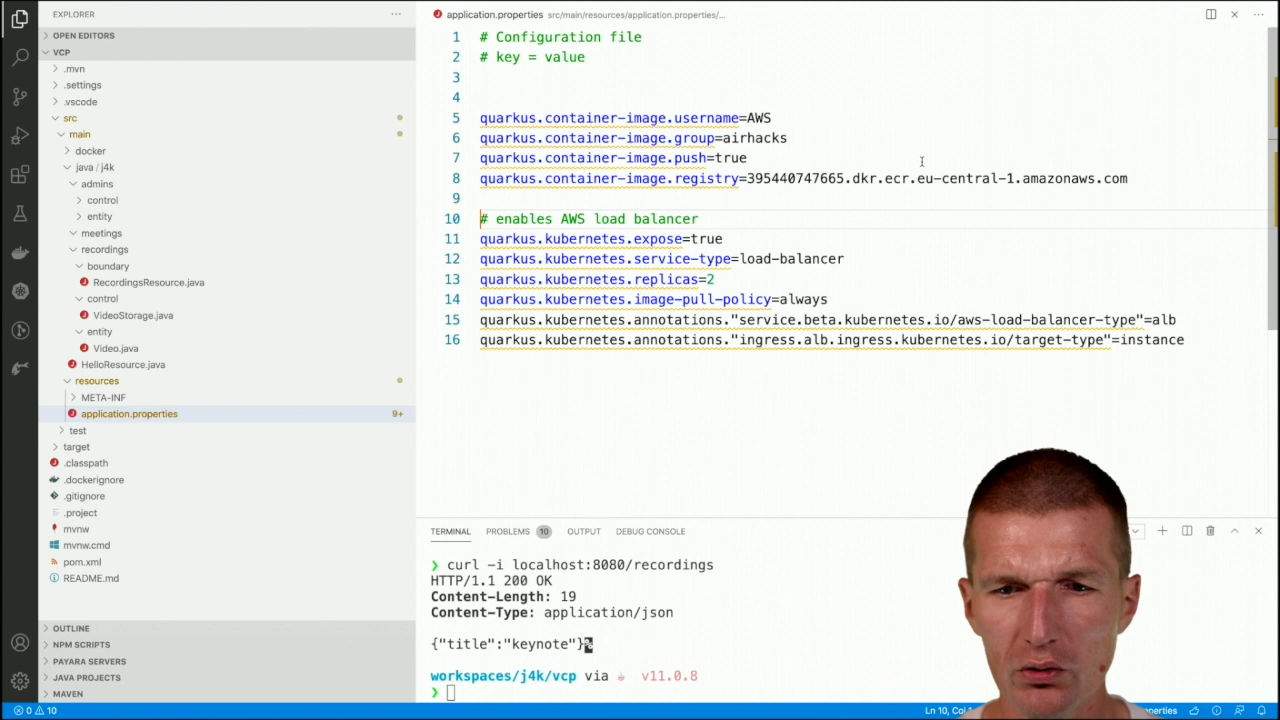 EXPLORER
OPEN EDITORS
VCP
.mvn
.settings
.vscode
src
main
docker
java / j4k
admins
control
entity
meetings
recordings
boundary
RecordingsResource.java
control
VideoStorage.java
entity
Video.java
HelloResource.java
resources
META-INF
application.properties 9+
test
target
.classpath
.dockerignore
.gitignore
.project
mvnw
mvnw.cmd
pom.xml
README.md
OUTLINE
NPM SCRIPTS
PAYARA SERVERS
JAVA PROJECTS
MAVEN
application.properties src/main/resources/application.properties/...
1 # Configuration file
2 # key = value
3
4
5 quarkus.container-image.username=AWS
6 quarkus.container-image.group=airhacks
7 quarkus.container-image.push=true
8 quarkus.container-image.registry=395440747665.dkr.ecr.eu-central-1.amazonaws.com
9
10 # enables AWS load balancer
11 quarkus.kubernetes.expose=true
12 quarkus.kubernetes.service-type=load-balancer
13 quarkus.kubernetes.replicas=2
14 quarkus.kubernetes.image-pull-policy=always
15 quarkus.kubernetes.annotations."service.beta.kubernetes.io/aws-load-balancer-type"=alb
16 quarkus.kubernetes.annotations."ingress.alb.ingress.kubernetes.io/target-type"=instance
TERMINAL PROBLEMS 10 OUTPUT DEBUG CONSOLE
❯ curl -i localhost:8080/recordings
HTTP/1.1 200 OK
Content-Length: 19
Content-Type: application/json
{"title":"keynote"}%
workspaces/j4k/vcp via ☕ v11.0.8
❯
0 10 Ln 10,